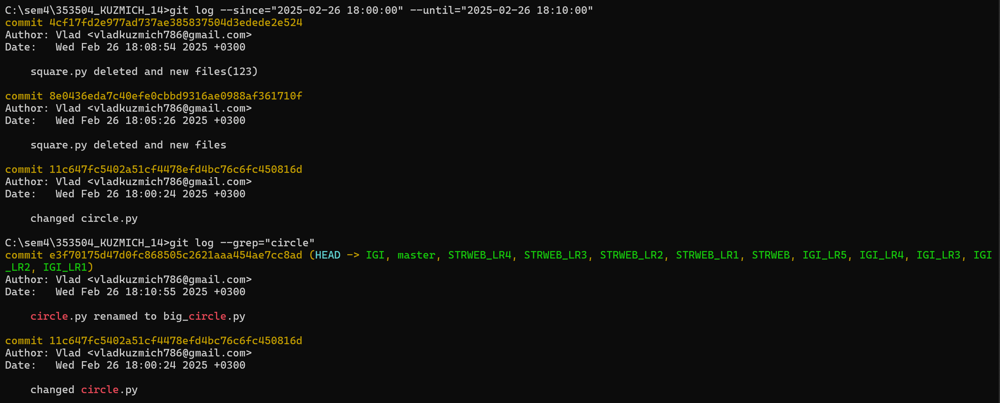 C:\sem4\353504_KUZMICH_14>git log --since="2025-02-26 18:00:00" --until="2025-02-26 18:10:00"
commit 4cf17fd2e977ad737ae385837504d3edede2e524
Author: Vlad <vladkuzmich786@gmail.com>
Date:   Wed Feb 26 18:08:54 2025 +0300

    square.py deleted and new files(123)

commit 8e0436eda7c40efe0cbbd9316ae0988af361710f
Author: Vlad <vladkuzmich786@gmail.com>
Date:   Wed Feb 26 18:05:26 2025 +0300

    square.py deleted and new files

commit 11c647fc5402a51cf4478efd4bc76c6fc450816d
Author: Vlad <vladkuzmich786@gmail.com>
Date:   Wed Feb 26 18:00:24 2025 +0300

    changed circle.py

C:\sem4\353504_KUZMICH_14>git log --grep="circle"
commit e3f70175d47d0fc868505c2621aaa454ae7cc8ad (HEAD -> IGI, master, STRWEB_LR4, STRWEB_LR3, STRWEB_LR2, STRWEB_LR1, STRWEB, IGI_LR5, IGI_LR4, IGI_LR3, IGI
_LR2, IGI_LR1)
Author: Vlad <vladkuzmich786@gmail.com>
Date:   Wed Feb 26 18:10:55 2025 +0300

    circle.py renamed to big_circle.py

commit 11c647fc5402a51cf4478efd4bc76c6fc450816d
Author: Vlad <vladkuzmich786@gmail.com>
Date:   Wed Feb 26 18:00:24 2025 +0300

    changed circle.py